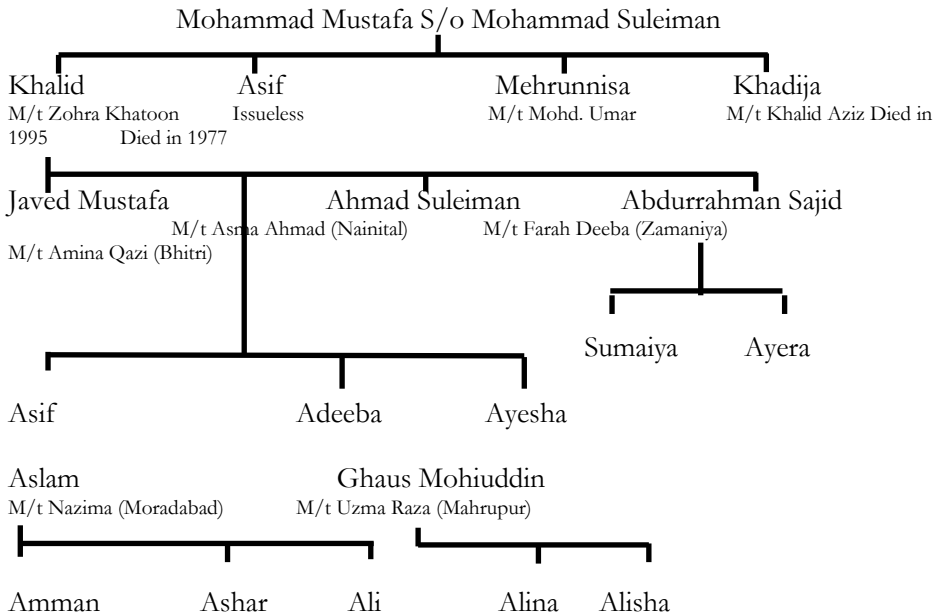 Mohammad Mustafa S/o Mohammad Suleiman
Khalid Asif Mehrunnisa Khadija
M/t Zohra Khatoon Issueless M/t Mohd. Umar M/t Khalid Aziz Died in
1995 Died in 1977
Javed Mustafa Ahmad Suleiman Abdurrahman Sajid
M/t Asma Ahmad (Nainital) M/t Farah Deeba (Zamaniya)
M/t Amina Qazi (Bhitri)
Sumaiya Ayera
Asif Adeeba Ayesha
Aslam Ghaus Mohiuddin
M/t Nazima (Moradabad) M/t Uzma Raza (Mahrupur)
Amman Ashar Ali Alina Alisha